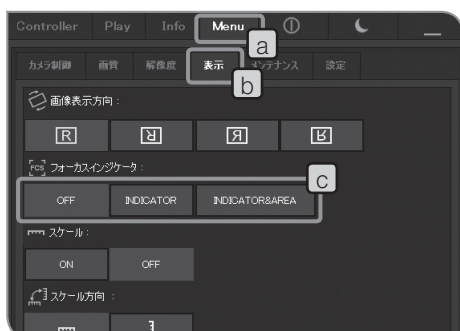 Controller Play Info Menu
a
カメラ制御 画質 解像度 表示 メンテナンス 設定
b
画像表示方向 :
R R R R
FCS フォーカスインジケータ :
c
OFF INDICATOR INDICATOR&AREA
スケール :
ON OFF
スケール方向 :